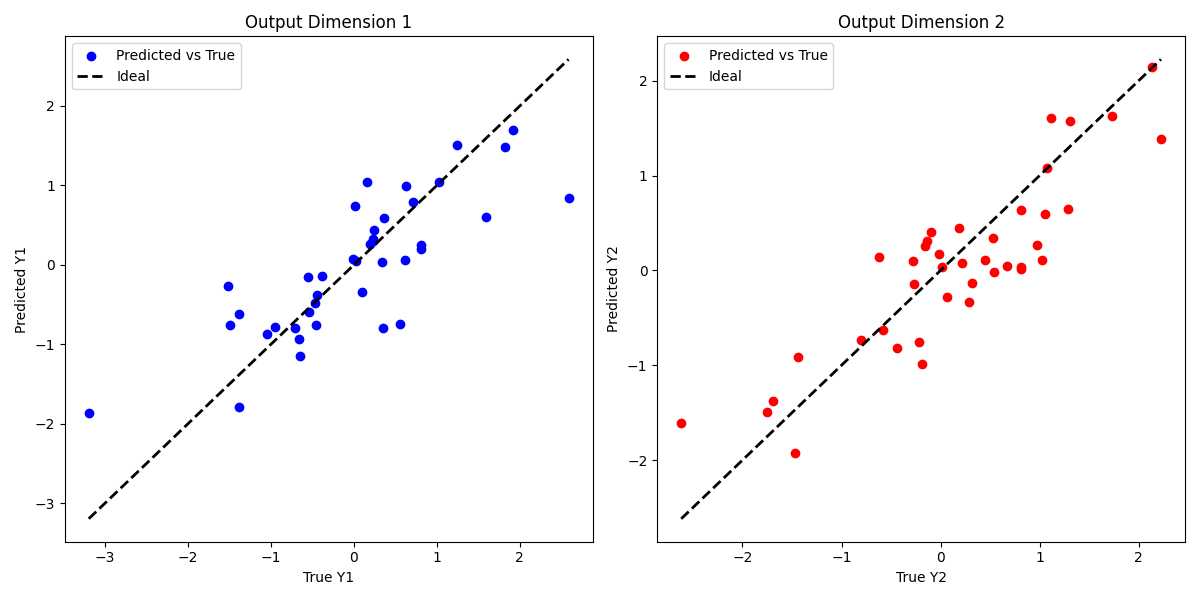 Output Dimension 1
Predicted vs True
Ideal
2
1
0
−1
−2
−3
Predicted Y1
−3
−2
−1
0
1
2
True Y1
Output Dimension 2
Predicted vs True
Ideal
2
1
0
−1
−2
Predicted Y2
−2
−1
0
1
2
True Y2